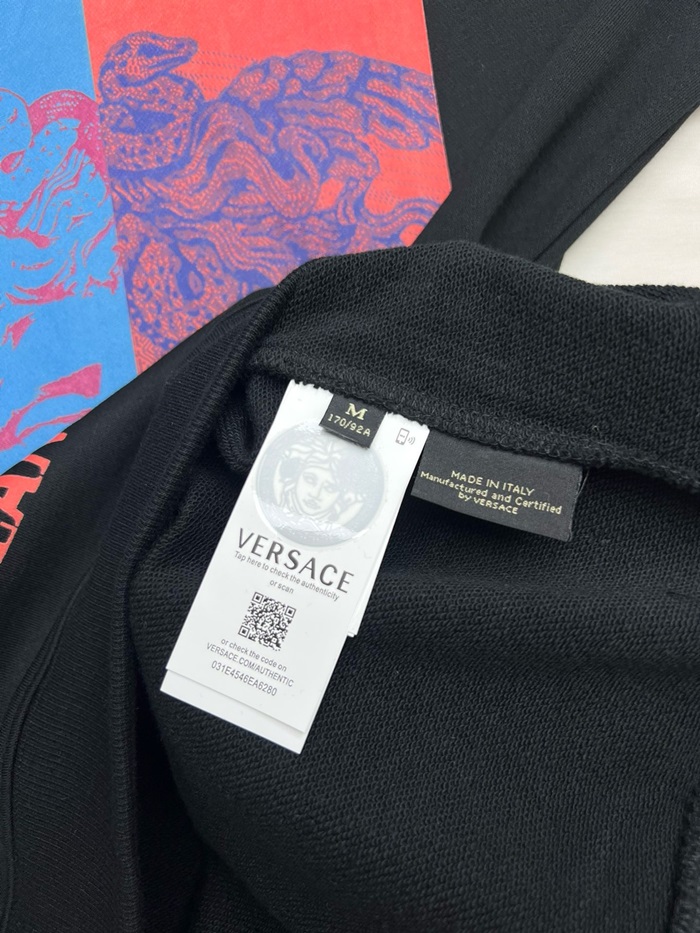 M
170/92A
MADE IN ITALY
Manufactured and Certified
by VERSACE
VERSACE
Tap here to check the authenticity
or scan
or check the code on
VERSACE.COM/AUTHENTIC
031E4546EA6280